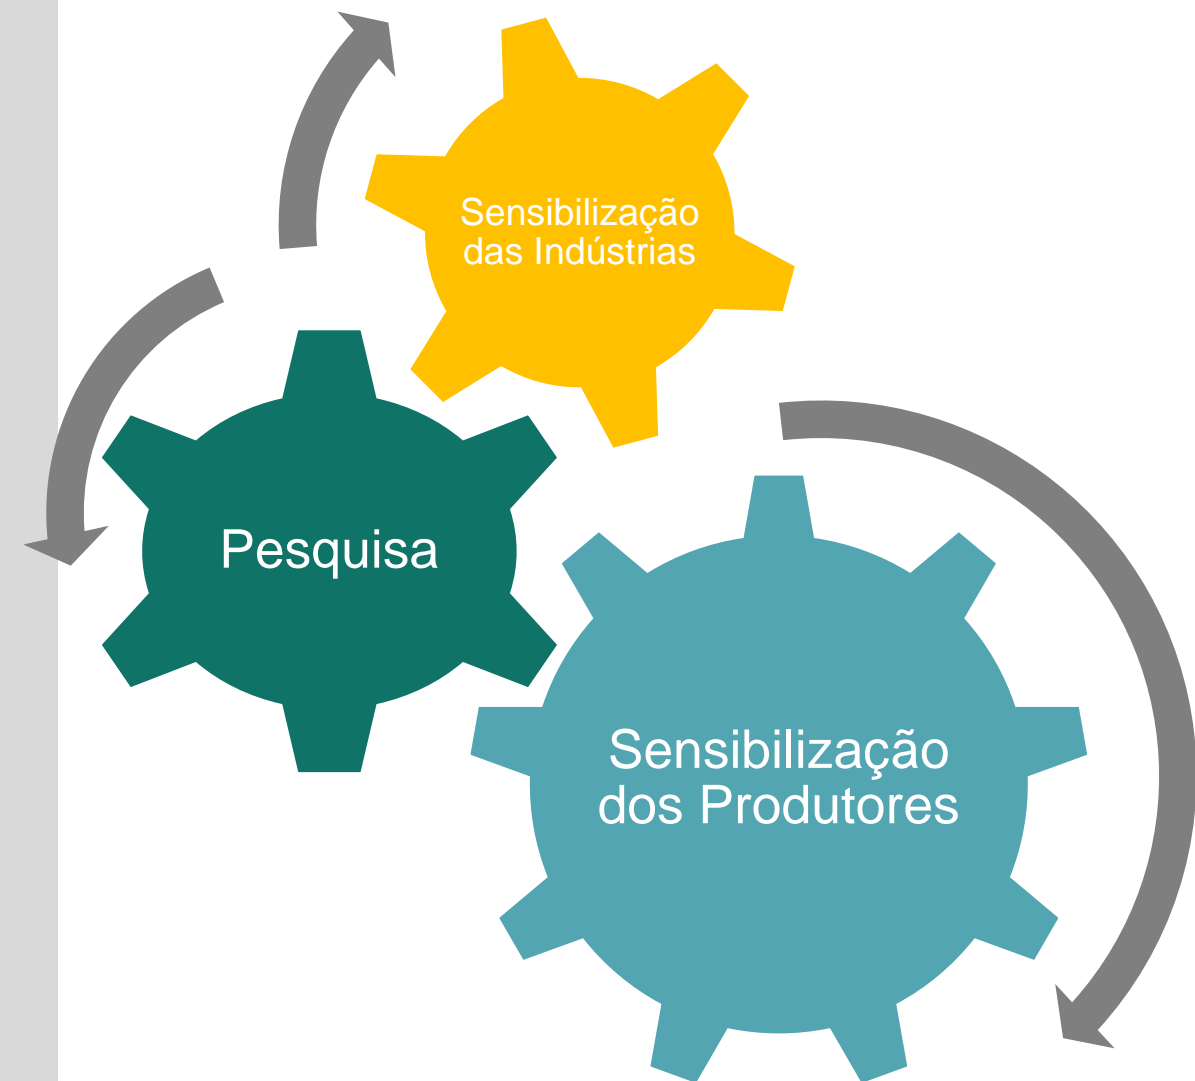 Sensibilização
das Indústrias
Pesquisa
Sensibilização
dos Produtores